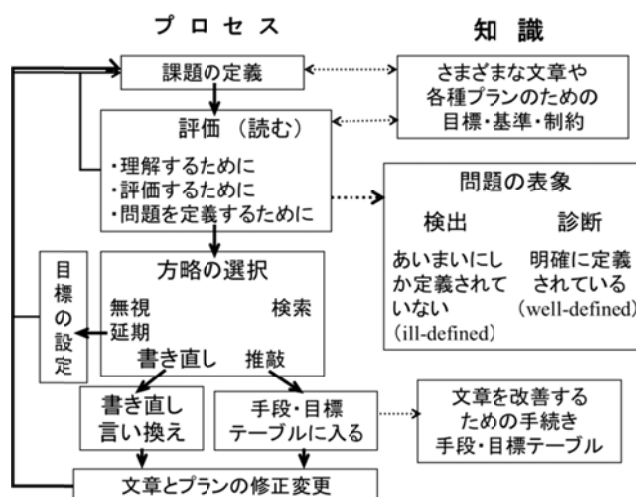 プロセス
知識
課題の定義
さまざまな文章や
各種プランのための
目標・基準・制約
評価 (読む)
・理解するために
・評価するために
・問題を定義するために
問題の表象
検出
診断
あいまいにし
か定義されて
いない
(ill-defined)
明確に定義
されている
(well-defined)
方略の選択
無視
延期
検索
書き直し
推敲
目標の設定
書き直し
言い換え
手段・目標
テーブルに入る
文章を改善する
ための手続き
手段・目標テーブル
文章とプランの修正変更